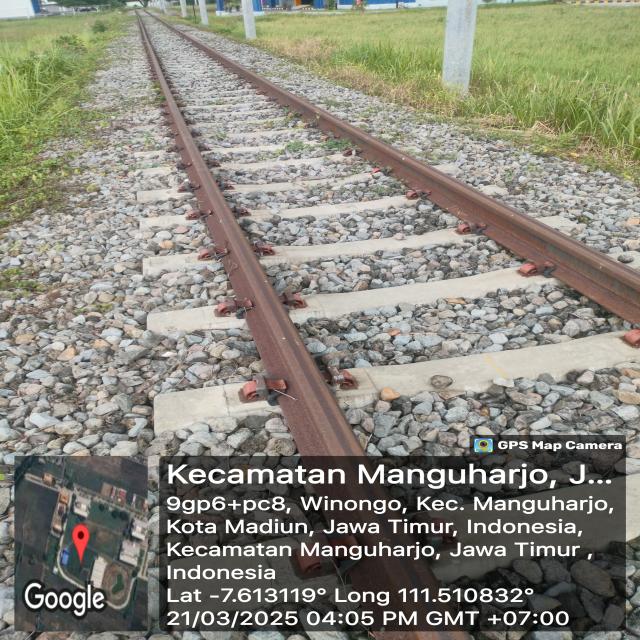 GPS Map Camera
Kecamatan Manguharjo, J...
9gp6+pc8, Winongo, Kec. Manguharjo,
Kota Madiun, Jawa Timur, Indonesia,
Kecamatan Manguharjo, Jawa Timur ,
Indonesia
Lat -7.613119° Long 111.510832°
21/03/2025 04:05 PM GMT +07:00
Google